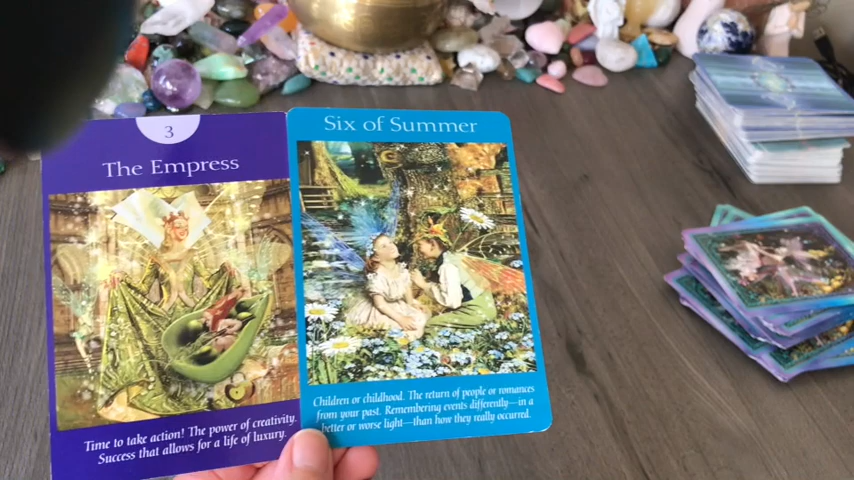 3
The Empress
Time to take action! The power of creativity.
Success that allows for a life of luxury.
Six of Summer
Children or childhood. The return of people or romances
from your past. Remembering events differently—in a
better or worse light—than how they really occurred.